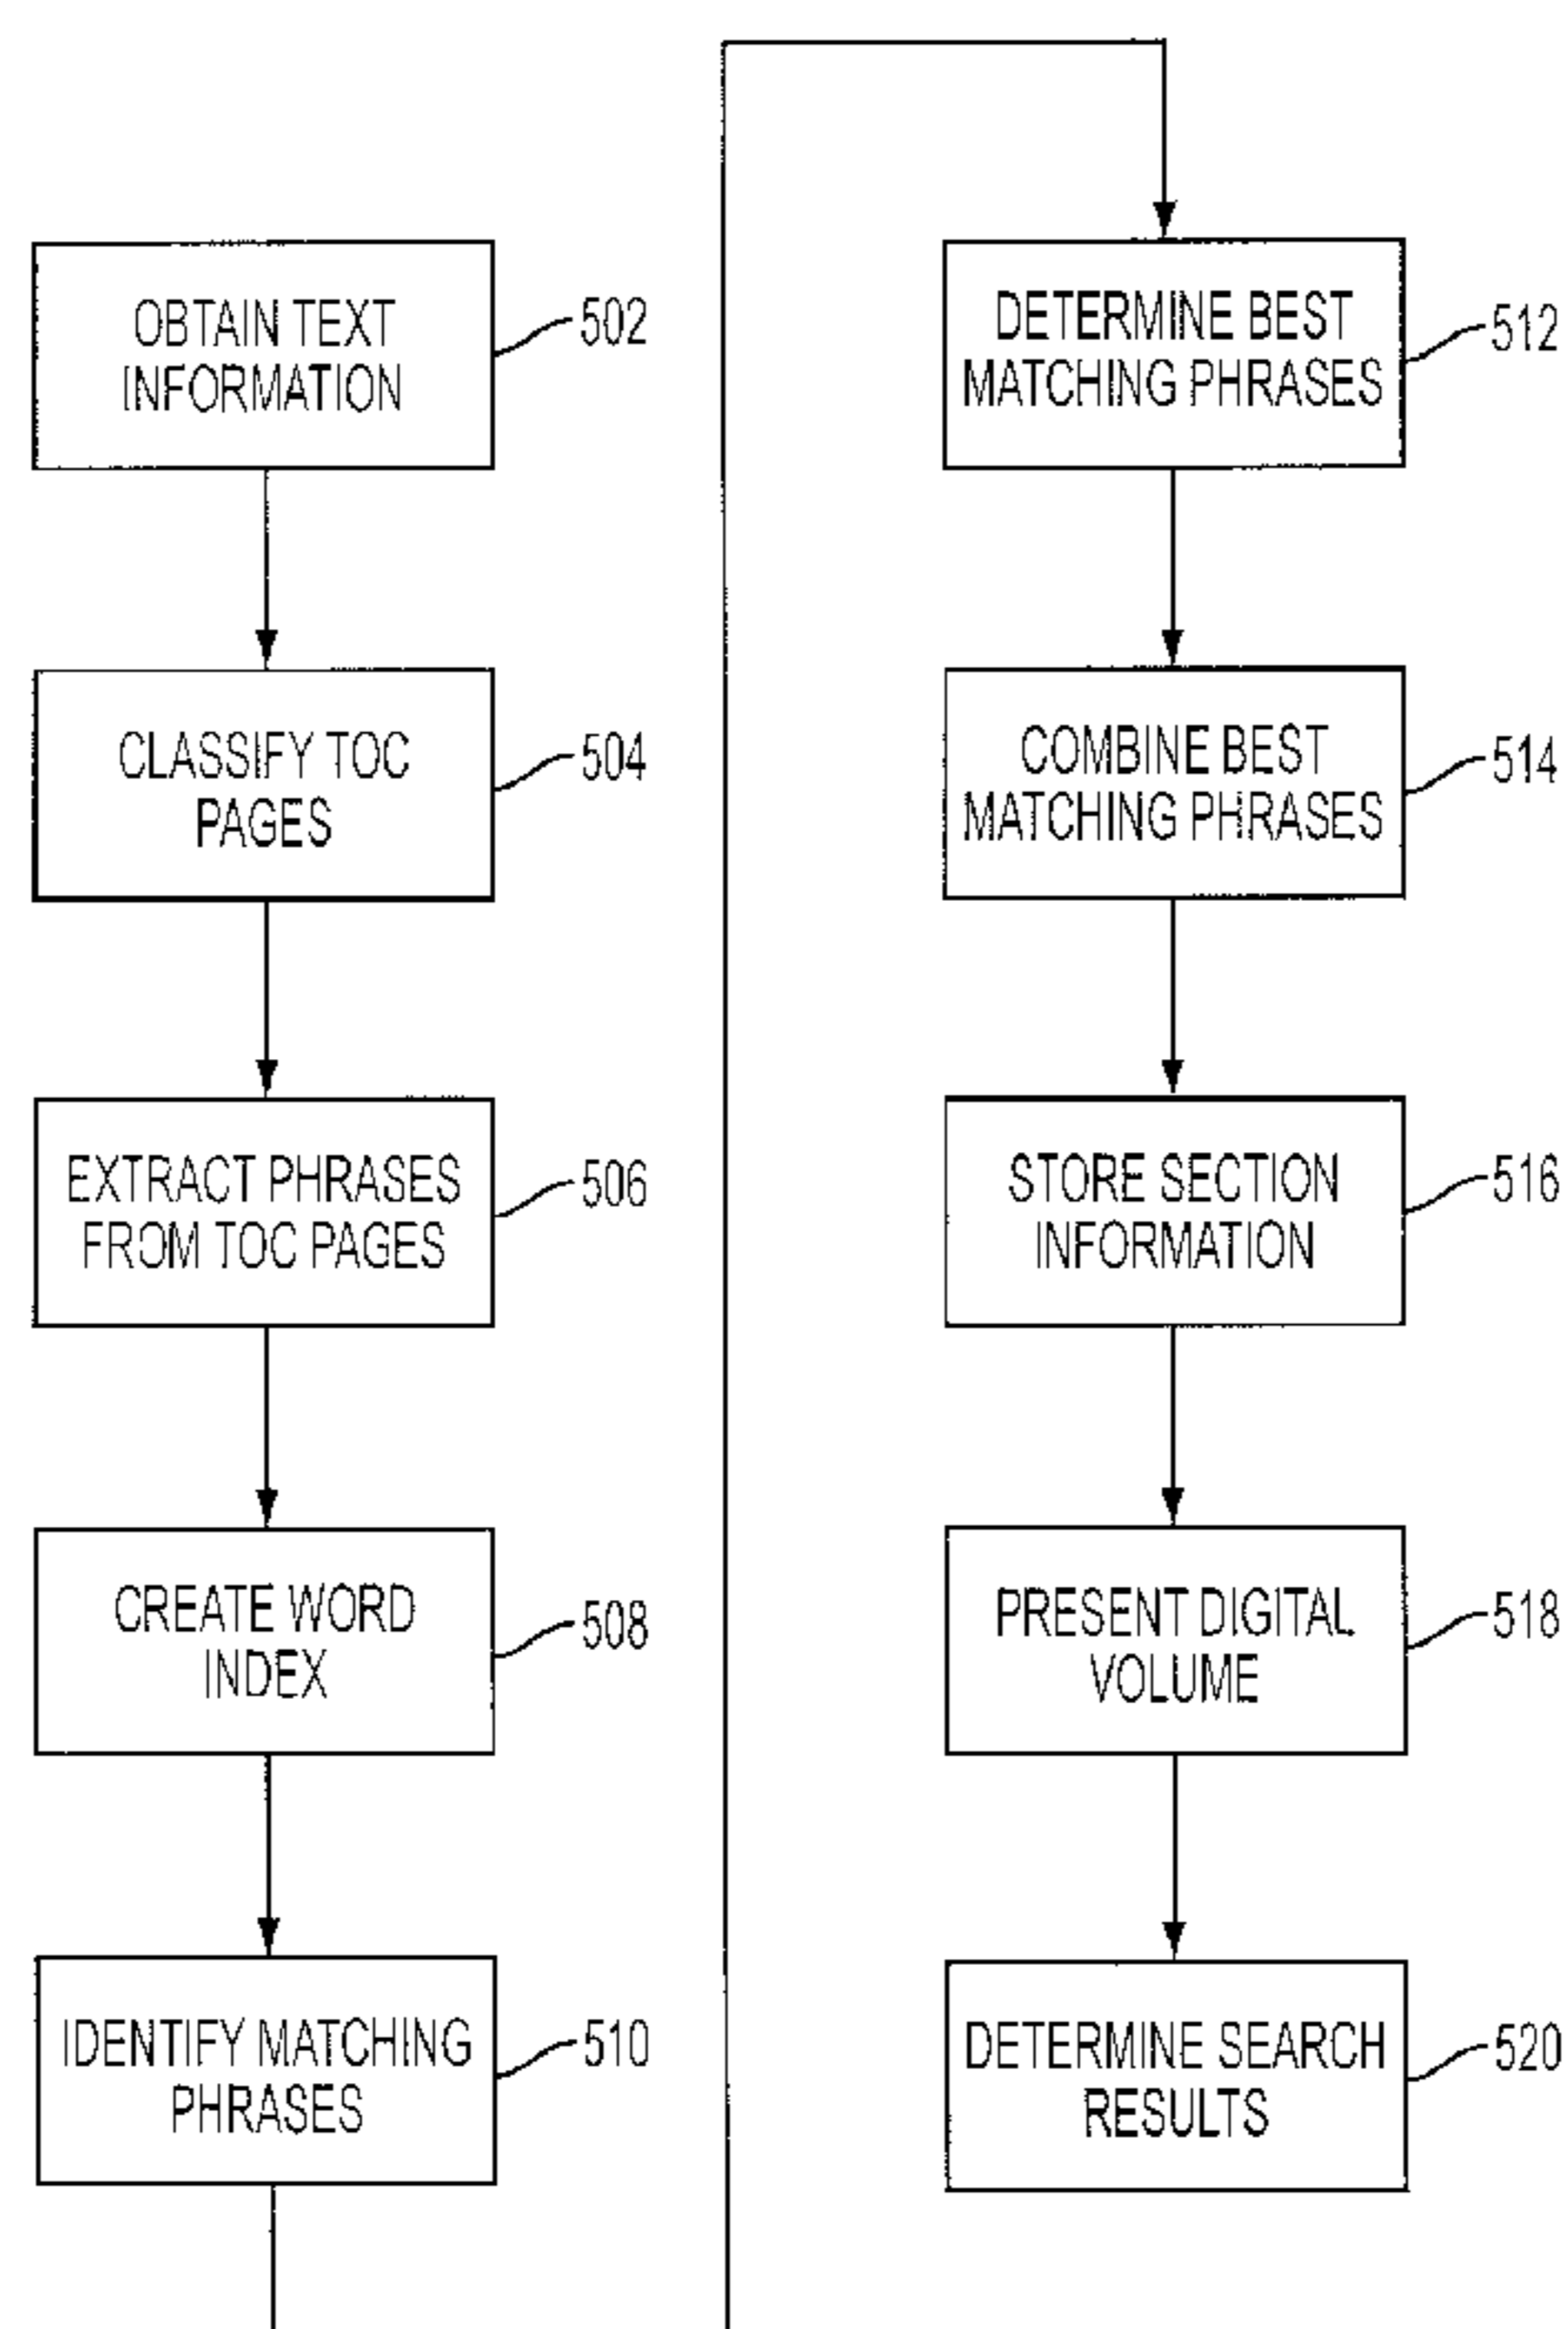 OBTAIN TEXT
INFORMATION
502
CLASSIFY TOC
PAGES
504
EXTRACT PHRASES
FROM TOC PAGES
506
CREATE WORD
INDEX
508
IDENTIFY MATCHING
PHRASES
510
DETERMINE BEST
MATCHING PHRASES
512
COMBINE BEST
MATCHING PHRASES
514
STORE SECTION
INFORMATION
516
PRESENT DIGITAL
VOLUME
518
DETERMINE SEARCH
RESULTS
520